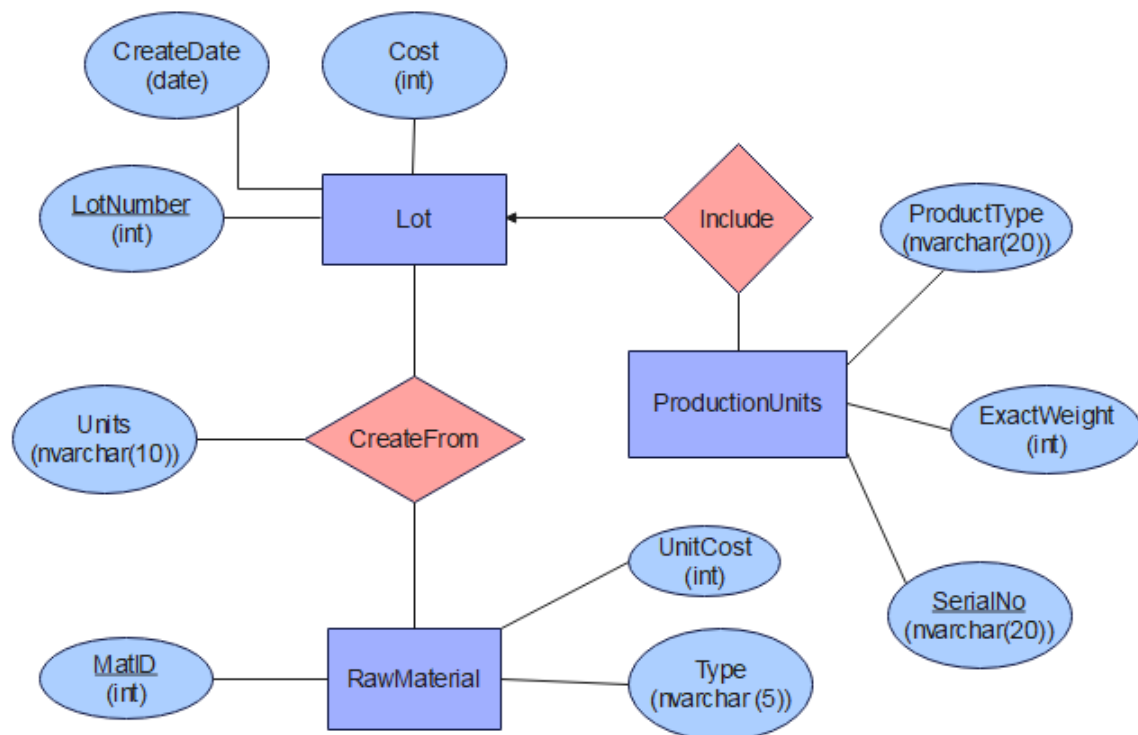 CreateDate
(date)
Cost
(int)
LotNumber
(int)
Lot
Include
ProductType
(nvarchar(20))
Units
(nvarchar(10))
CreateFrom
ProductionUnits
ExactWeight
(int)
UnitCost
(int)
SerialNo
(nvarchar(20))
MatID
(int)
RawMaterial
Type
(nvarchar (5))